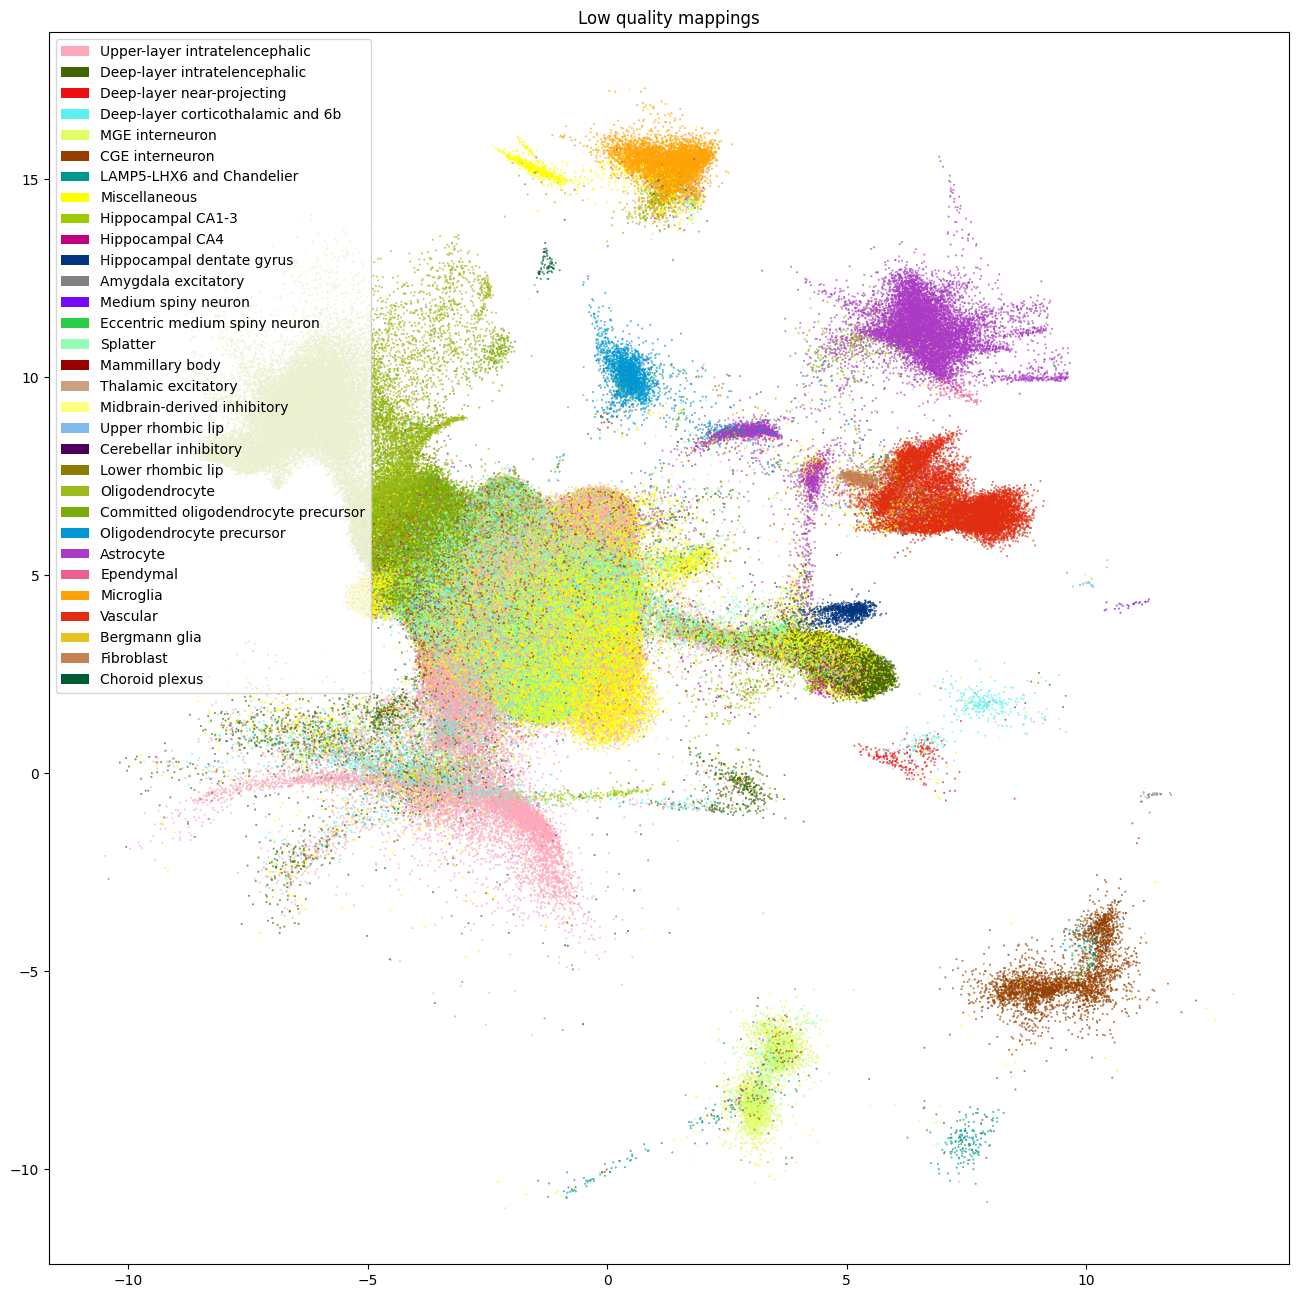 Low quality mappings
Upper-layer intratelencephalic
Deep-layer intratelencephalic
Deep-layer near-projecting
Deep-layer corticothalamic and 6b
MGE interneuron
CGE interneuron
LAMP5-LHX6 and Chandelier
Miscellaneous
Hippocampal CA1-3
Hippocampal CA4
Hippocampal dentate gyrus
Amygdala excitatory
Medium spiny neuron
Eccentric medium spiny neuron
Splatter
Mammillary body
Thalamic excitatory
Midbrain-derived inhibitory
Upper rhombic lip
Cerebellar inhibitory
Lower rhombic lip
Oligodendrocyte
Committed oligodendrocyte precursor
Oligodendrocyte precursor
Astrocyte
Ependymal
Microglia
Vascular
Bergmann glia
Fibroblast
Choroid plexus
15
10
5
0
−5
−10
−10 −5 0 5 10